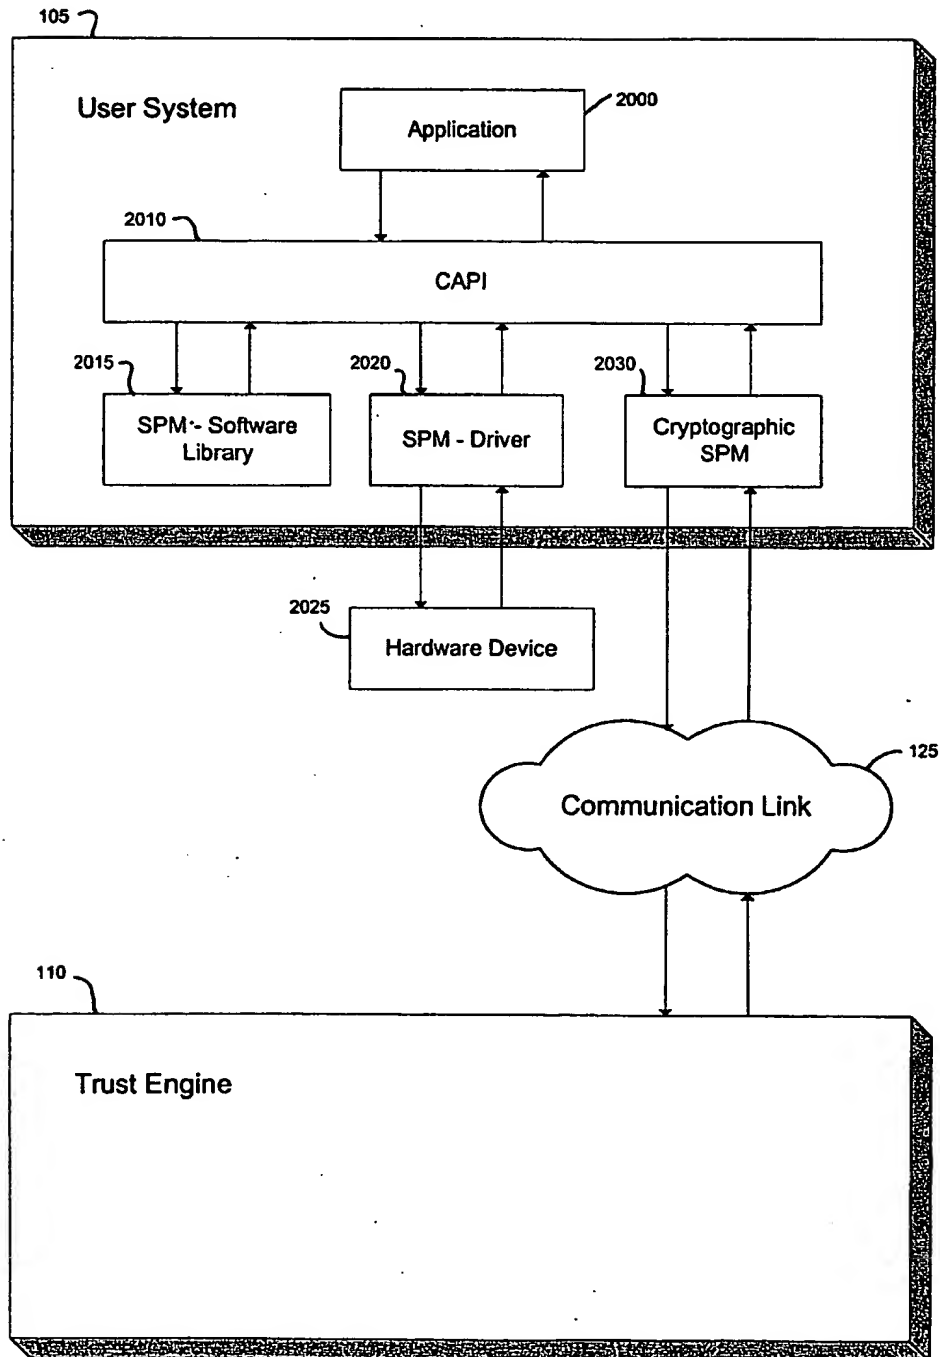 105
User System
2000
Application
2010
CAPI
2015
2020
2030
SPM - Software
Library
SPM - Driver
Cryptographic
SPM
2025
Hardware Device
125
Communication Link
110
Trust Engine